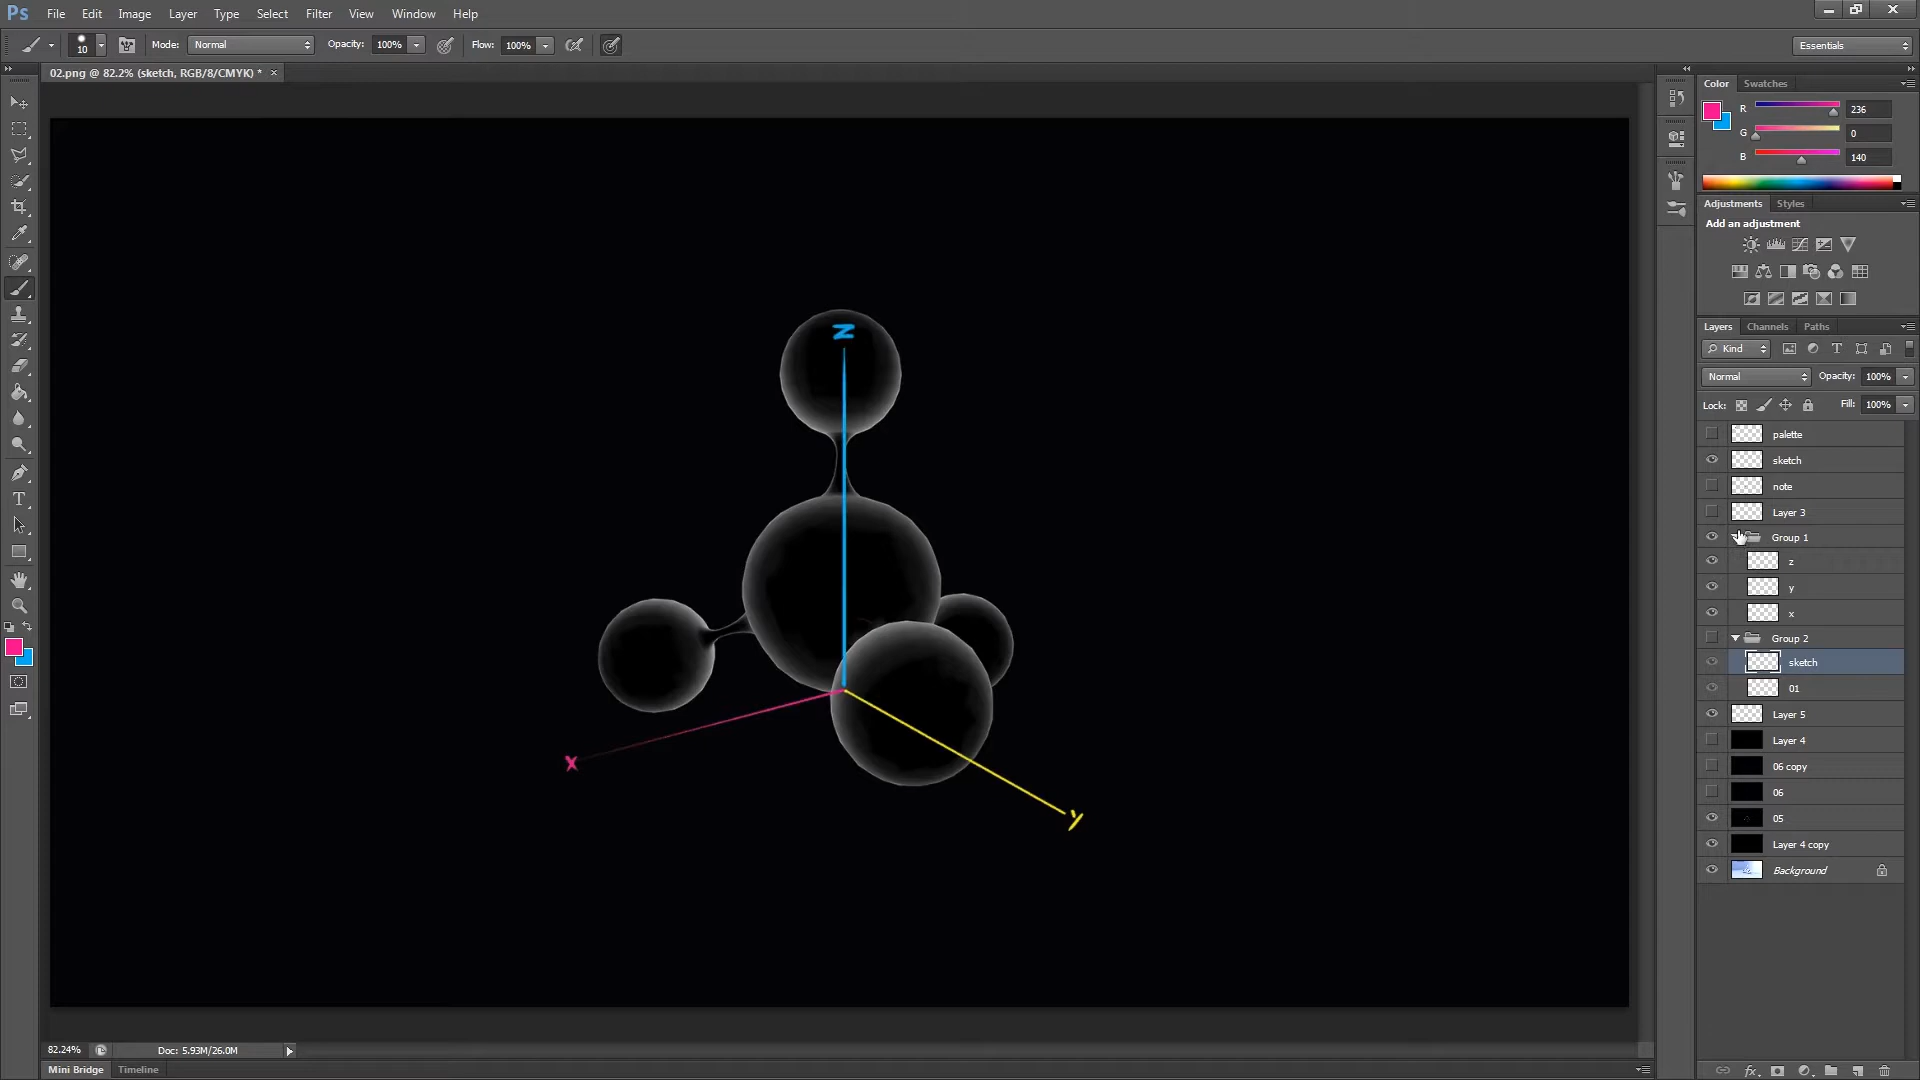 Ps File Edit Image Layer Type Select Filter View Window Help
10 Mode: Normal Opacity: 100% Flow: 100% Essentials
02.png @ 82.2% (sketch, RGB/8/CMYK) * ×
Color Swatches
R 236
G 0
B 140
Adjustments Styles
Add an adjustment
Layers Channels Paths
Kind
Normal Opacity: 100%
Lock: Fill: 100%
palette
sketch
note
Layer 3
Group 1
z
y
x
Group 2
sketch
01
Layer 5
Layer 4
06 copy
06
05
Layer 4 copy
Background
Z
X
Y
82.24% Doc: 5.93M/26.0M
Mini Bridge Timeline